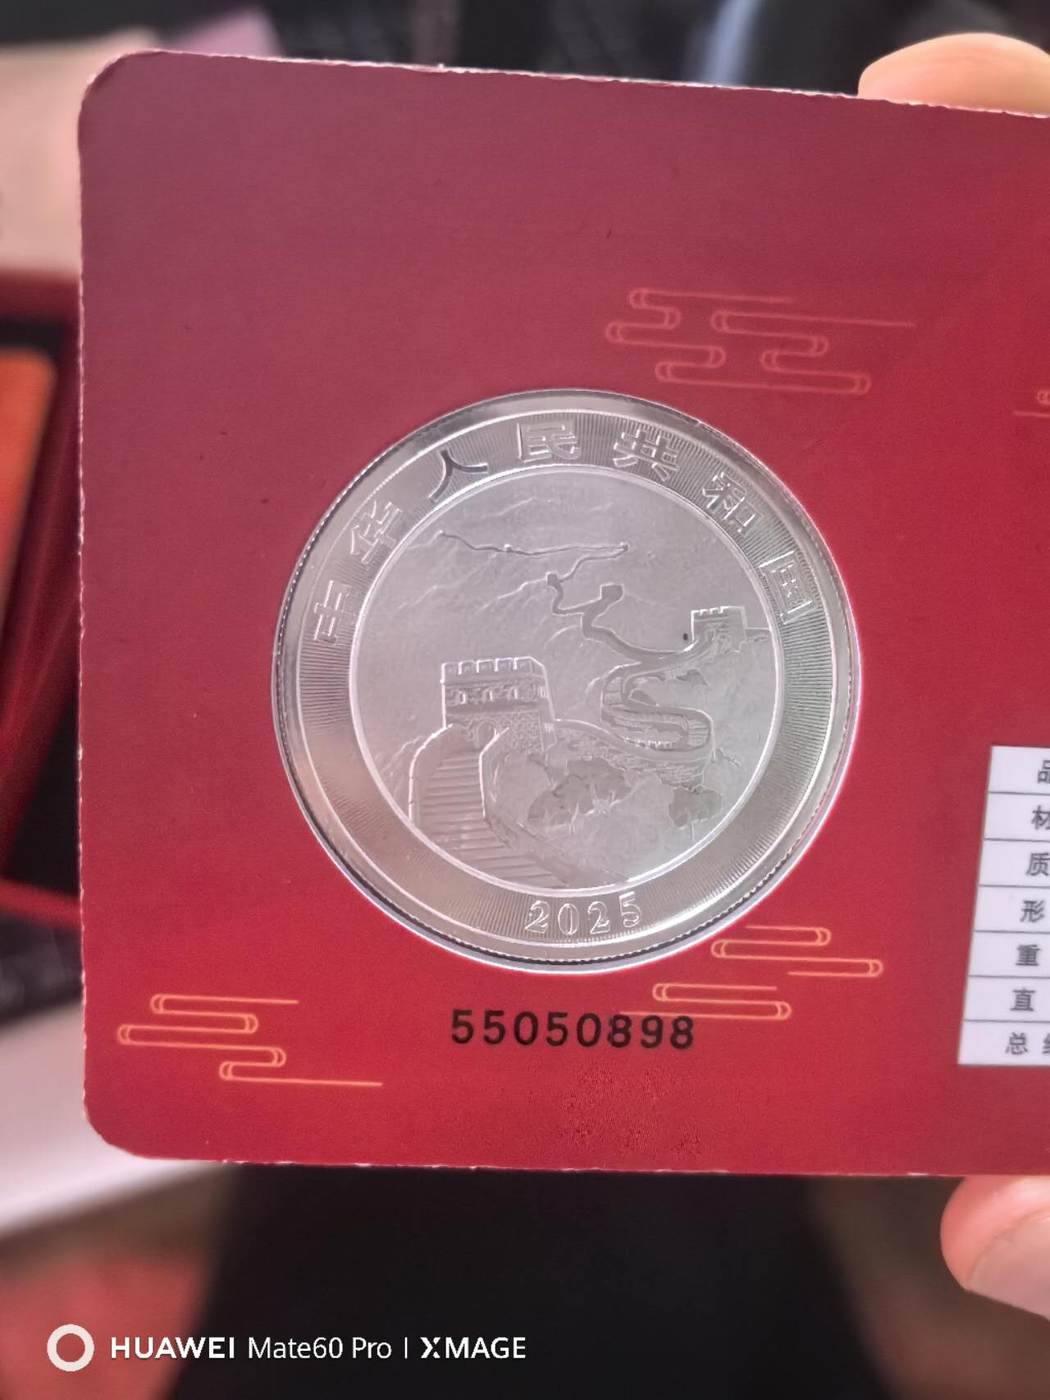 中华人民共和国
2025
55050898
品
材
质
形
重
直
总
HUAWEI Mate60 Pro | XMAGE